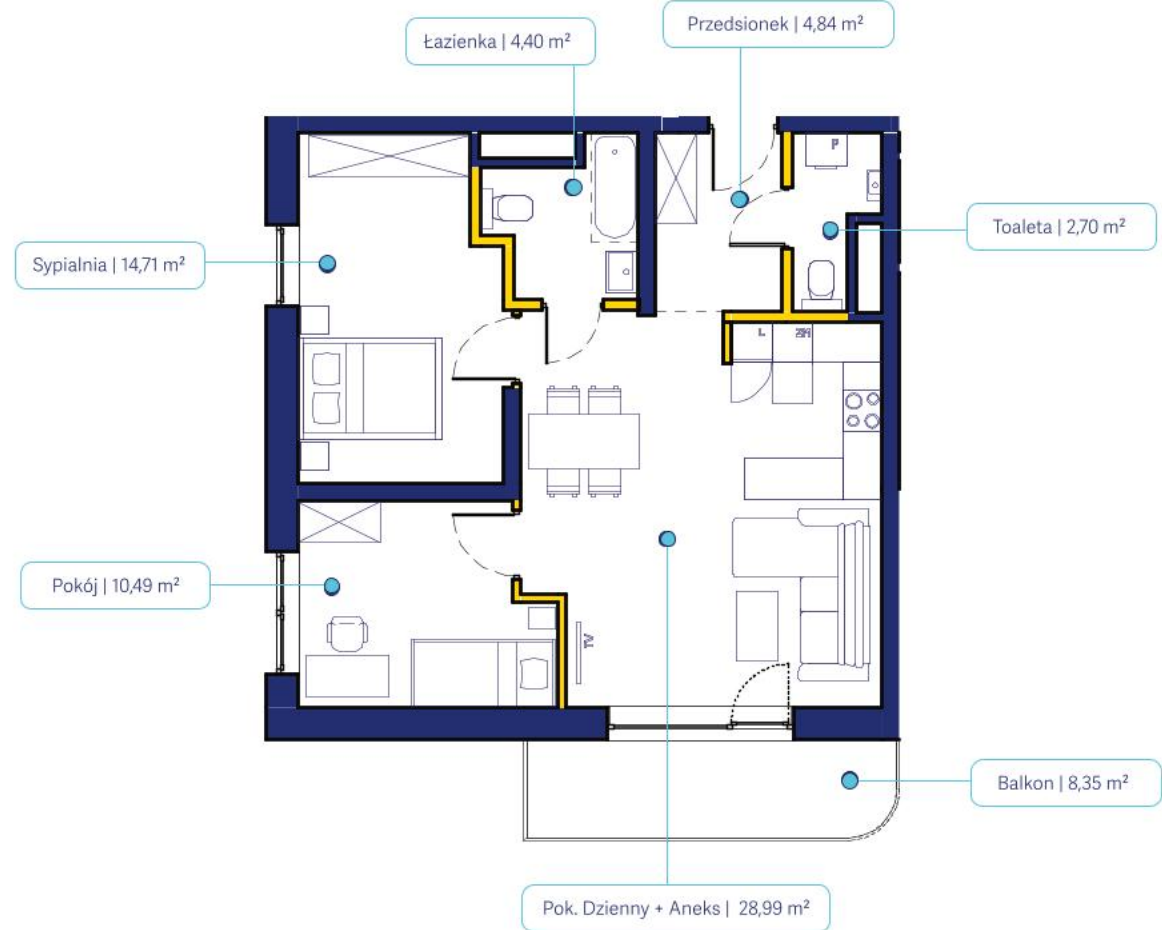 Przedsionek | 4,84 m²
Łazienka | 4,40 m²
P
Toaleta | 2,70 m²
Sypialnia | 14,71 m²
L
ZM
Pokój | 10,49 m²
TV
Balkon | 8,35 m²
Pok. Dzienny + Aneks | 28,99 m²